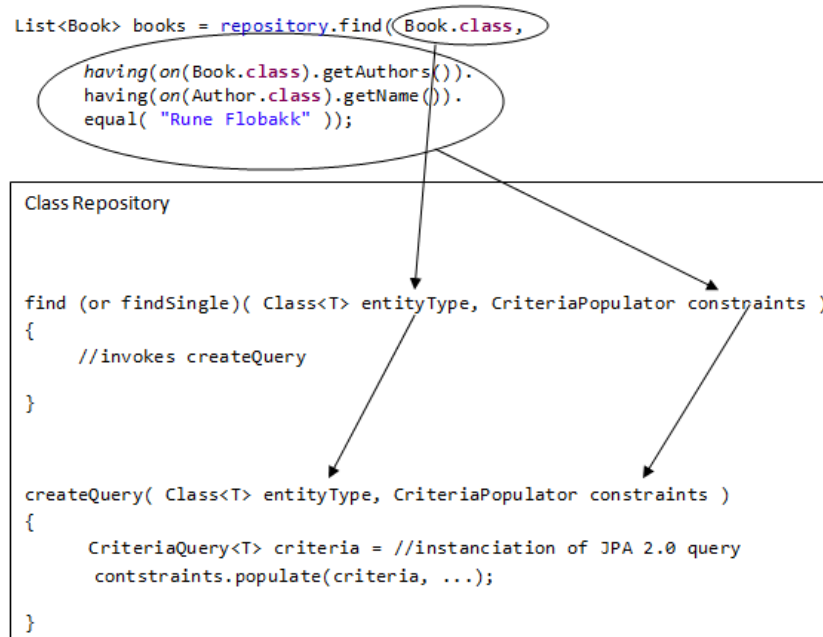 List<Book> books = repository.find( Book.class,
having(on(Book.class).getAuthors()).
having(on(Author.class).getName()).
equal( "Rune Flobakk" ));
Class Repository
find (or findSingle)( Class<T> entityType, CriteriaPopulator constraints )
{
//invokes createQuery
}
createQuery( Class<T> entityType, CriteriaPopulator constraints )
{
CriteriaQuery<T> criteria = //instanciation of JPA 2.0 query
contstraints.populate(criteria, ...);
}